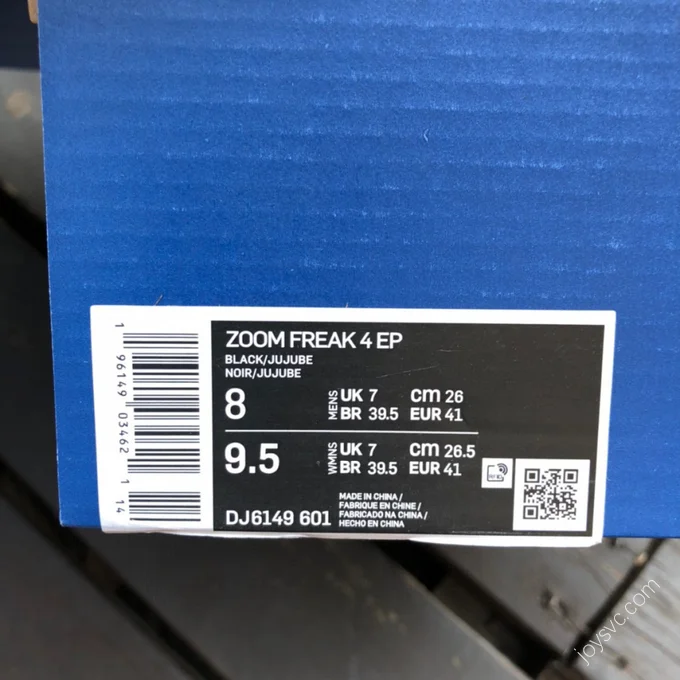 ZOOM FREAK 4 EP
BLACK/JUJUBE
NOIR/JUJUBE
8 MENS UK 7 cm 26
BR 39.5 EUR 41
9.5 WMNS UK 7 cm 26.5
BR 39.5 EUR 41
DJ6149 601
MADE IN CHINA /
FABRIQUE EN CHINE /
FABRICADO NA CHINA /
HECHO EN CHINA
1 96149 03462 1 14
joysvc.com